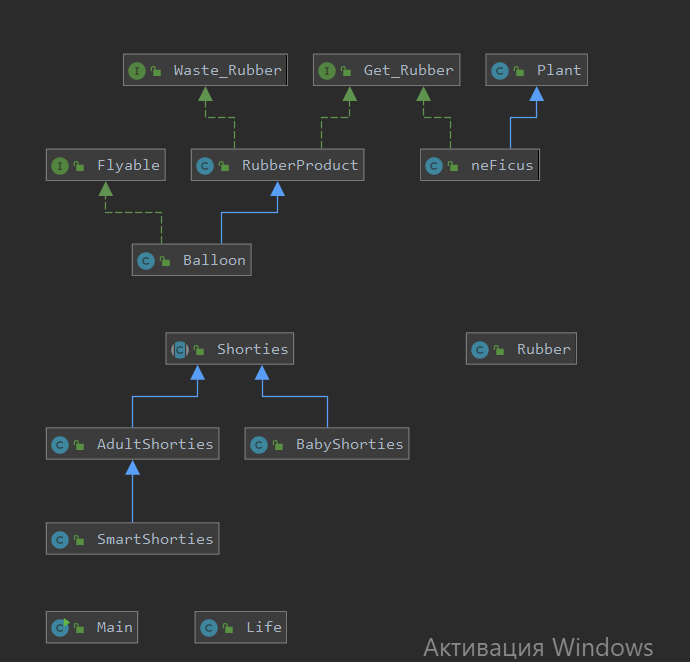 Waste_Rubber Get_Rubber Plant
Flyable RubberProduct neFicus
Balloon
Shorties Rubber
AdultShorties BabyShorties
SmartShorties
Main Life
Активация Windows